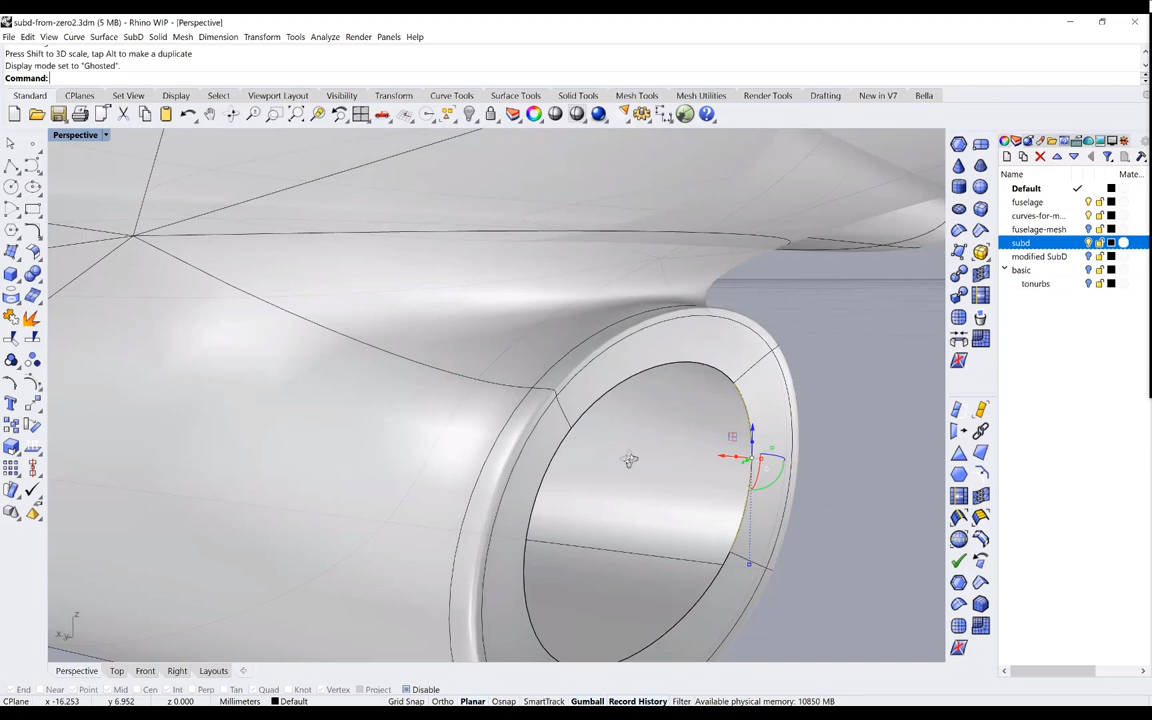 subd-from-zero2.3dm (5 MB) - Rhino WIP - [Perspective]
File Edit View Curve Surface SubD Solid Mesh Dimension Transform Tools Analyze Render Panels Help
Press Shift to 3D scale, tap Alt to make a duplicate
Display mode set to "Ghosted".
Command:
Standard CPlanes Set View Display Select Viewport Layout Visibility Transform Curve Tools Surface Tools Solid Tools Mesh Tools Mesh Utilities Render Tools Drafting New in V7 Bella
Perspective
Name Mate...
Default
fuselage
curves-for-m...
fuselage-mesh
subd
modified SubD
basic
tonurbs
z
x y
Perspective Top Front Right Layouts
End Near Point Mid Cen Int Perp Tan Quad Knot Vertex Project Disable
CPlane x -16.253 y 6.952 z 0.000 Millimeters Default Grid Snap Ortho Planar Osnap SmartTrack Gumball Record History Filter Available physical memory: 10850 MB